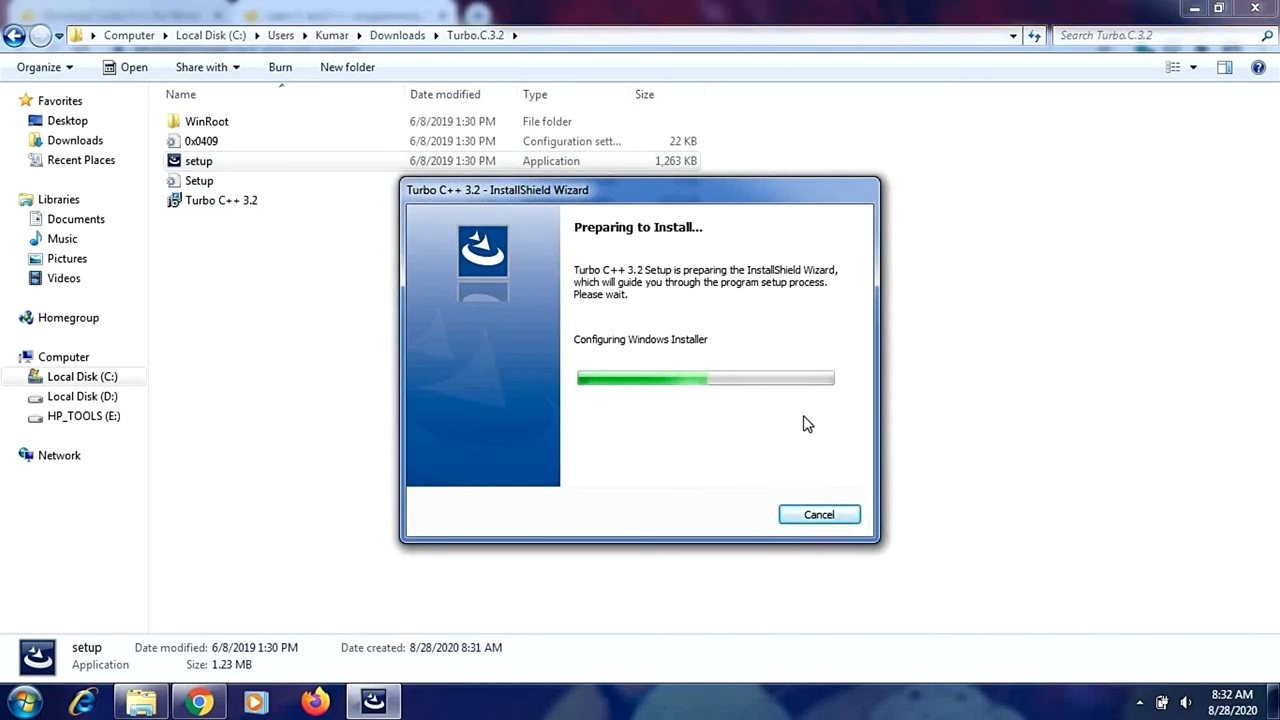 Computer ▸ Local Disk (C:) ▸ Users ▸ Kumar ▸ Downloads ▸ Turbo.C.3.2 ▸
Search Turbo.C.3.2
Organize Open Share with Burn New folder
Name Date modified Type Size
Favorites
Desktop
Downloads
Recent Places
Libraries
Documents
Music
Pictures
Videos
Homegroup
Computer
Local Disk (C:)
Local Disk (D:)
HP_TOOLS (E:)
Network
WinRoot 6/8/2019 1:30 PM File folder
0x0409 6/8/2019 1:30 PM Configuration sett... 22 KB
setup 6/8/2019 1:30 PM Application 1,263 KB
Setup
Turbo C++ 3.2
Turbo C++ 3.2 - InstallShield Wizard
Preparing to Install...
Turbo C++ 3.2 Setup is preparing the InstallShield Wizard,
which will guide you through the program setup process.
Please wait.
Configuring Windows Installer
Cancel
setup Date modified: 6/8/2019 1:30 PM Date created: 8/28/2020 8:31 AM
Application Size: 1.23 MB
8:32 AM
8/28/2020